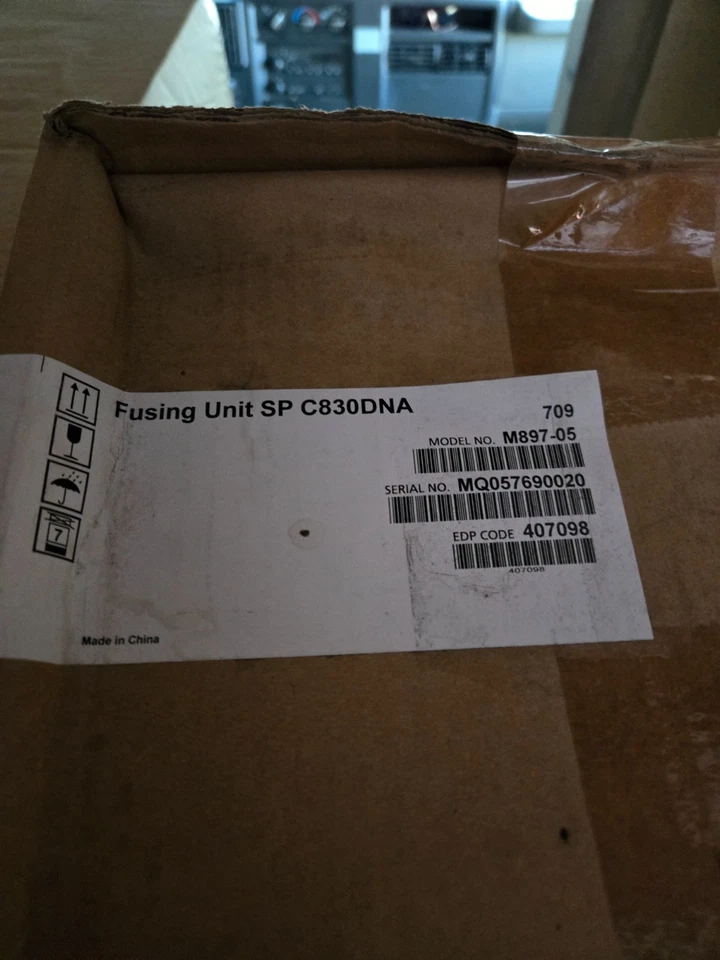 Fusing Unit SP C830DNA
709
MODEL NO. M897-05
SERIAL NO. MQ057690020
EDP CODE 407098
407098
7
Made in China